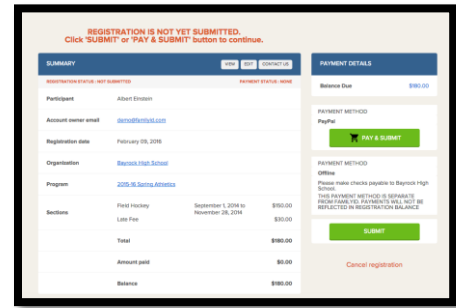 REGISTRATION IS NOT YET SUBMITTED.
Click 'SUBMIT' or 'PAY & SUBMIT' button to continue.
SUMMARY
VIEW
EDIT
CONTACT US
REGISTRATION STATUS - NOT SUBMITTED
PAYMENT STATUS - NONE
Participant Albert Einstein
Account owner email demo@familyid.com
Registration date February 09, 2016
Organization Bayrock High School
Program 2015-16 Spring Athletics
Sections
Field Hockey September 1, 2014 to November 28, 2014 $150.00
Late Fee $30.00
Total $180.00
Amount paid $0.00
Balance $180.00
PAYMENT DETAILS
Balance Due $180.00
PAYMENT METHOD
PayPal
PAY & SUBMIT
PAYMENT METHOD
Offline
Please make checks payable to Bayrock High
School.
THIS PAYMENT METHOD IS SEPARATE
FROM FAMILYID. PAYMENTS WILL NOT BE
REFLECTED IN REGISTRATION BALANCE
SUBMIT
Cancel registration